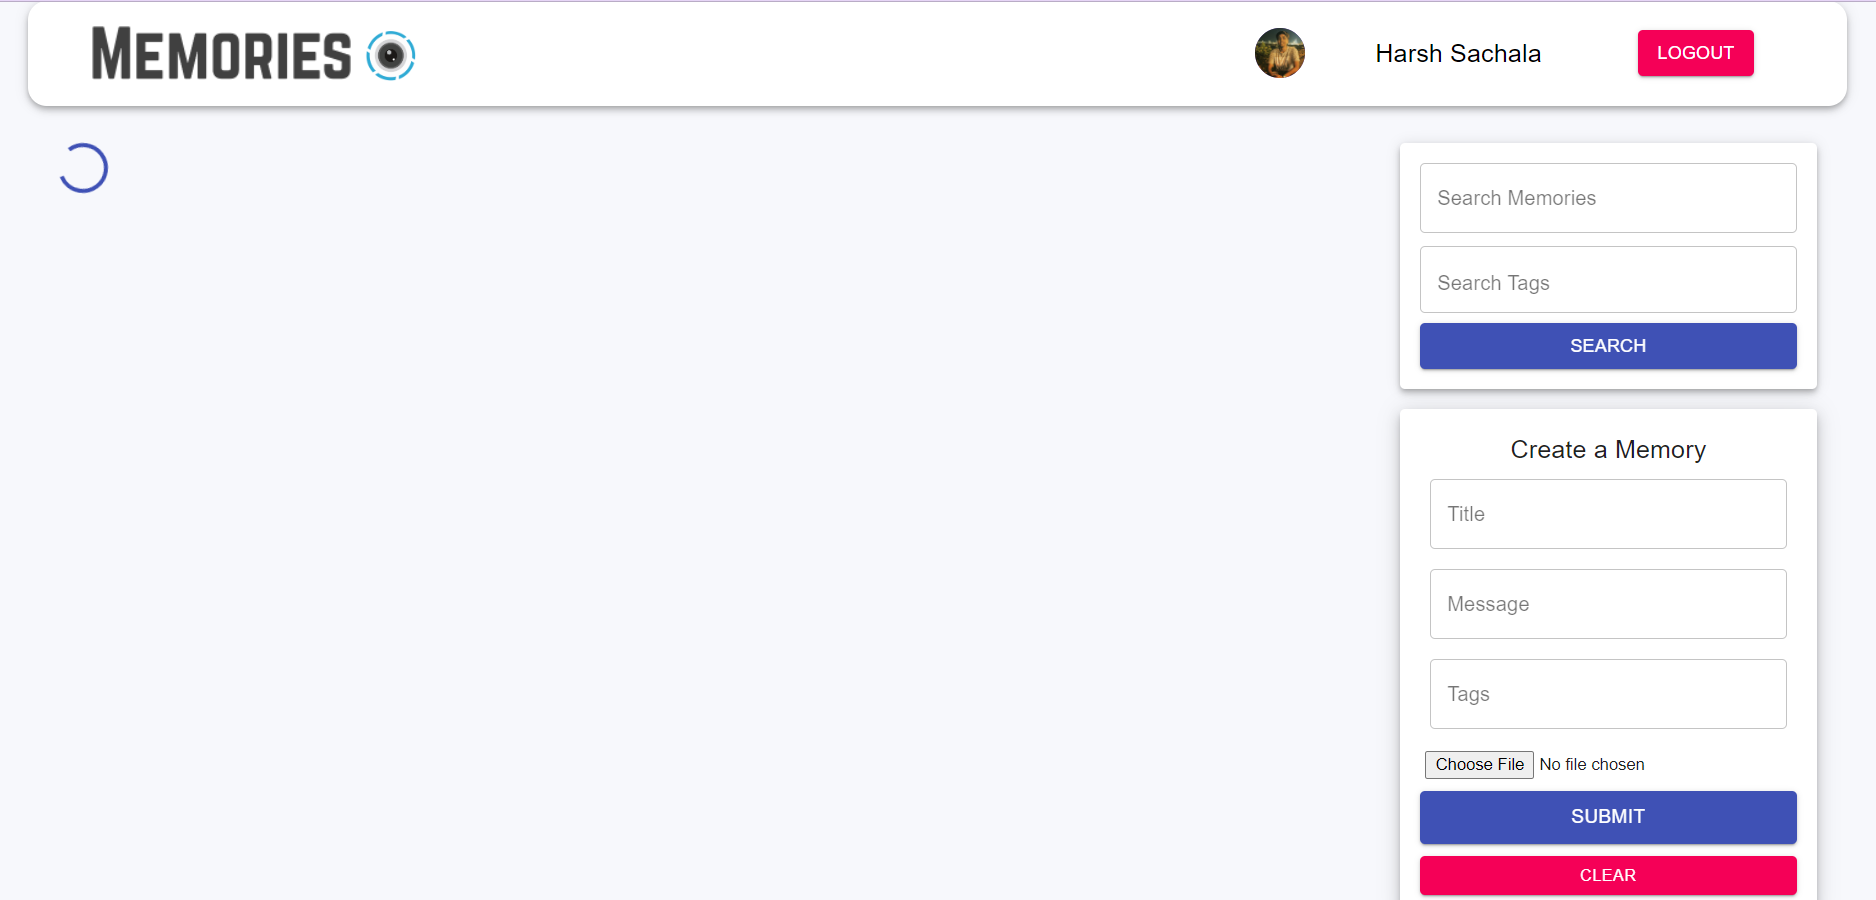 MEMORIES
Harsh Sachala
LOGOUT
Search Memories
Search Tags
SEARCH
Create a Memory
Title
Message
Tags
Choose File No file chosen
SUBMIT
CLEAR